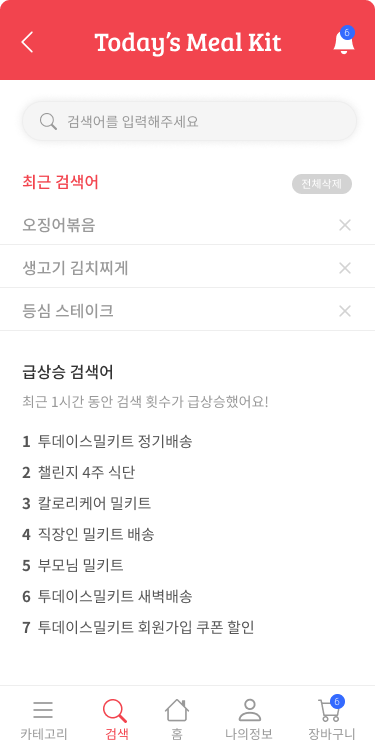 Today's Meal Kit
6
검색어를 입력해주세요
최근 검색어
전체삭제
오징어볶음
생고기 김치찌게
등심 스테이크
급상승 검색어
최근 1시간 동안 검색 횟수가 급상승했어요!
1 투데이스밀키트 정기배송
2 챌린지 4주 식단
3 칼로리케어 밀키트
4 직장인 밀키트 배송
5 부모님 밀키트
6 투데이스밀키트 새벽배송
7 투데이스밀키트 회원가입 쿠폰 할인
6
카테고리 검색 홈 나의정보 장바구니